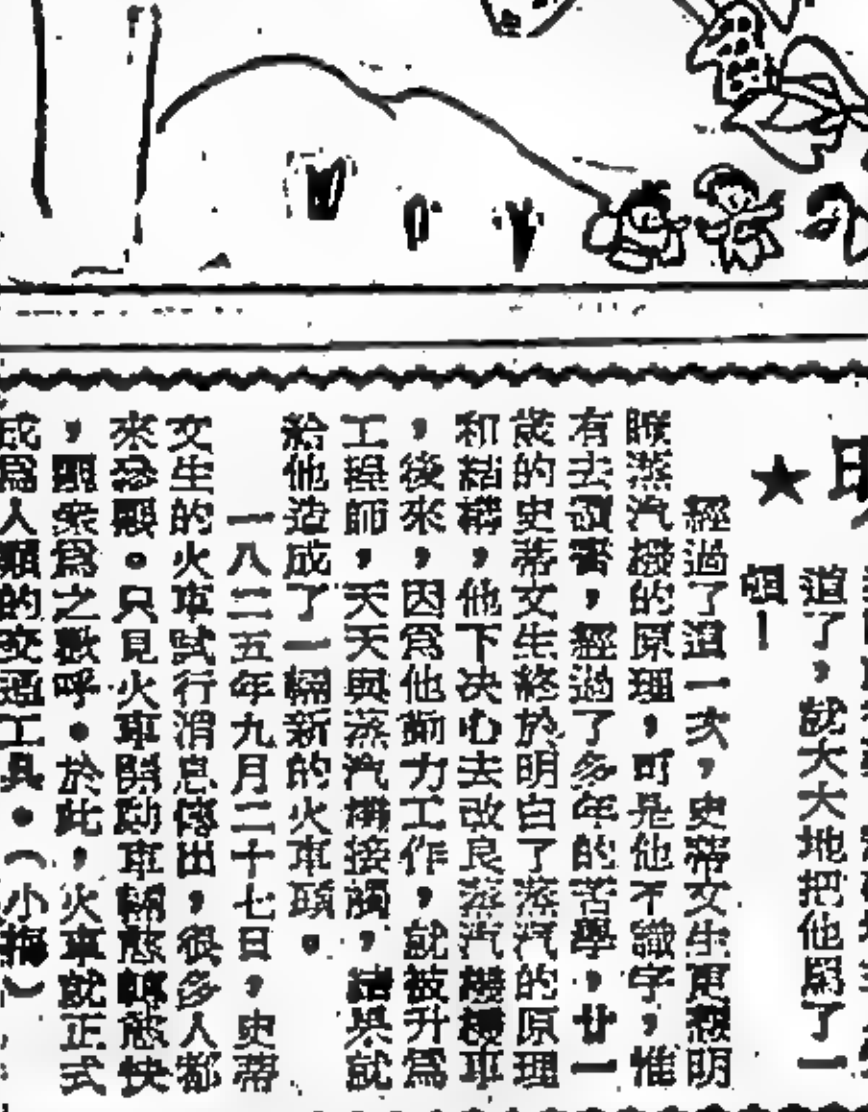 道了，就大大地把他罵了一
頓！
經過了這一次，史蒂文生更想明
瞭蒸汽機的原理，可是他不識字，惟
有去讀書，經過了多年的苦學，廿一
歲的史蒂文生終於明白了蒸汽的原理
和結構，他下决心去改良蒸汽機機車
，後來，因爲他努力工作，就被升爲
工程師，天天與蒸汽機接觸，結果就
給他造成了一輛新的火車頭。
一八二五年九月二十七日，史蒂
文生的火車試行消息傳出，很多人都
來參觀。只見火車開動車輛愈轉愈快
，觀衆爲之歡呼。於此，火車就正式
成爲人類的交通工具。（小梅）